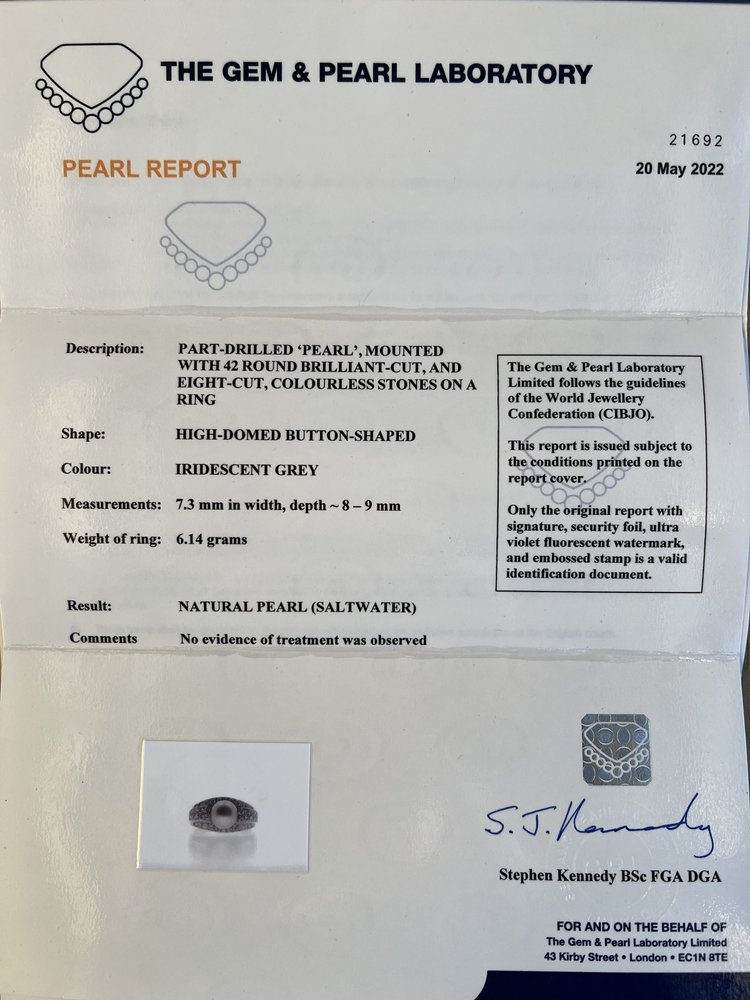 THE GEM & PEARL LABORATORY
21692
PEARL REPORT
20 May 2022
Description: PART-DRILLED ‘PEARL’, MOUNTED
WITH 42 ROUND BRILLIANT-CUT, AND
EIGHT-CUT, COLOURLESS STONES ON A
RING
Shape: HIGH-DOMED BUTTON-SHAPED
Colour: IRIDESCENT GREY
Measurements: 7.3 mm in width, depth ~ 8 – 9 mm
Weight of ring: 6.14 grams
Result: NATURAL PEARL (SALTWATER)
Comments No evidence of treatment was observed
The Gem & Pearl Laboratory
Limited follows the guidelines
of the World Jewellery
Confederation (CIBJO).
This report is issued subject to
the conditions printed on the
report cover.
Only the original report with
signature, security foil, ultra
violet fluorescent watermark,
and embossed stamp is a valid
identification document.
S. J. Kennedy
Stephen Kennedy BSc FGA DGA
FOR AND ON THE BEHALF OF
The Gem & Pearl Laboratory Limited
43 Kirby Street • London • EC1N 8TE